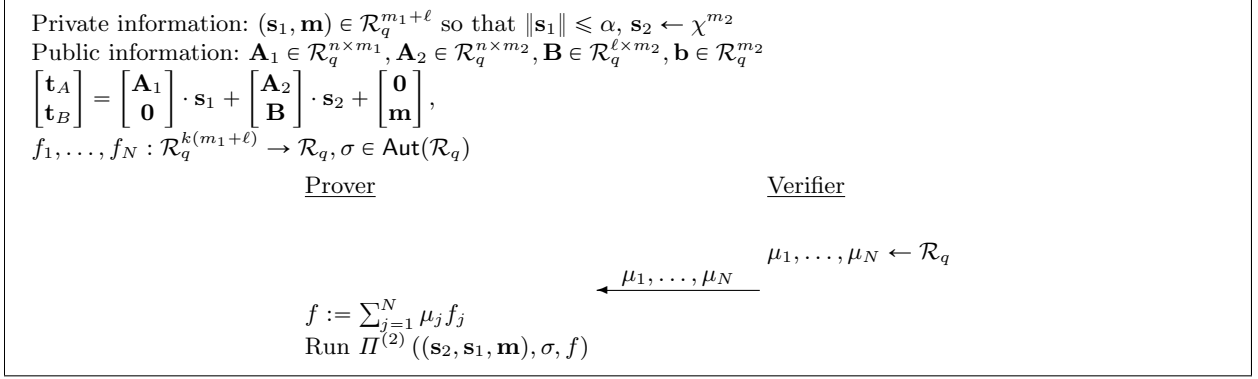 Private information: (s₁, m) ∈ R_q^{m₁+ℓ} so that ‖s₁‖ ⩽ α, s₂ ← χ^{m₂}
Public information: A₁ ∈ R_q^{n×m₁}, A₂ ∈ R_q^{n×m₂}, B ∈ R_q^{ℓ×m₂}, b ∈ R_q^{m₂}
[t_A; t_B] = [A₁; 0] · s₁ + [A₂; B] · s₂ + [0; m],
f₁, . . . , f_N : R_q^{k(m₁+ℓ)} → R_q, σ ∈ Aut(R_q)
Prover Verifier
μ₁, . . . , μ_N ← R_q
μ₁, . . . , μ_N
f := ∑_{j=1}^N μ_j f_j
Run Π^{(2)} ((s₂, s₁, m), σ, f)